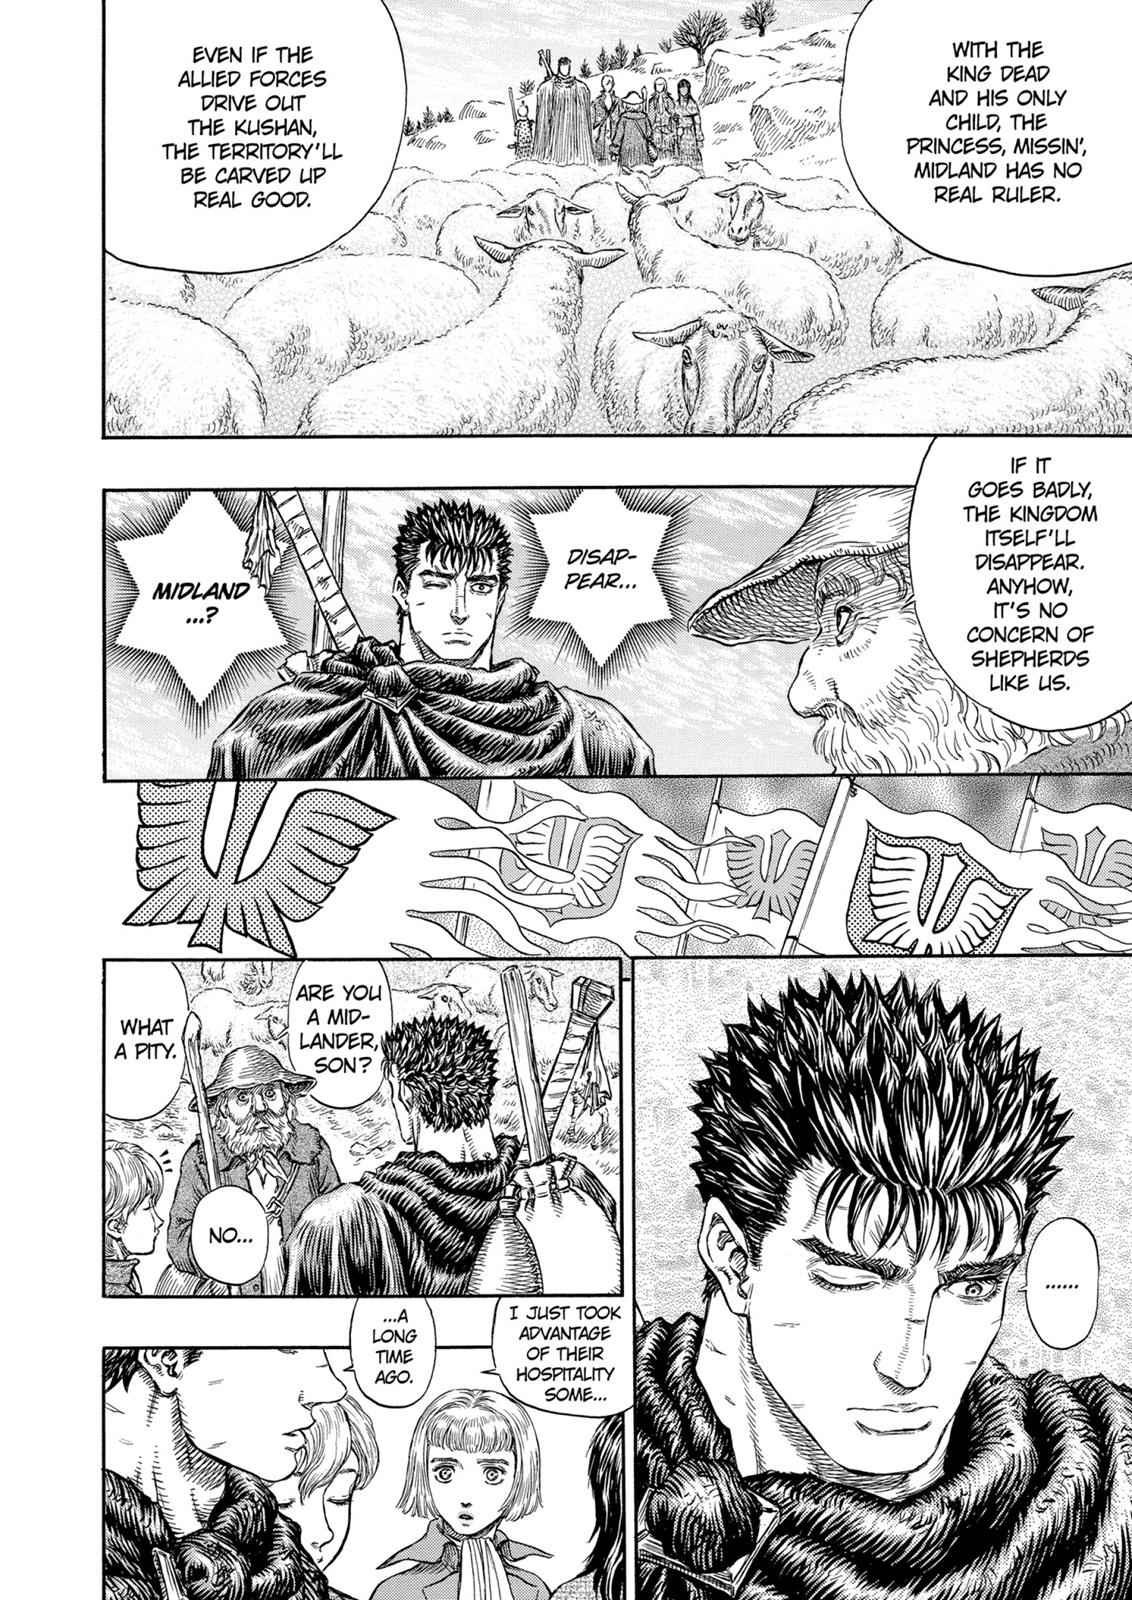 WITH THE
KING DEAD
AND HIS ONLY
CHILD, THE
PRINCESS, MISSIN',
MIDLAND HAS NO
REAL RULER.
EVEN IF THE
ALLIED FORCES
DRIVE OUT
THE KUSHAN,
THE TERRITORY'LL
BE CARVED UP
REAL GOOD.
IF IT
GOES BADLY,
THE KINGDOM
ITSELF'LL
DISAPPEAR.
ANYHOW,
IT'S NO
CONCERN OF
SHEPHERDS
LIKE US.
DISAP-
PEAR...
MIDLAND
...?
......
ARE YOU
A MID-
LANDER,
SON?
WHAT
A PITY.
NO...
I JUST TOOK
ADVANTAGE
OF THEIR
HOSPITALITY
SOME...
...A
LONG
TIME
AGO.